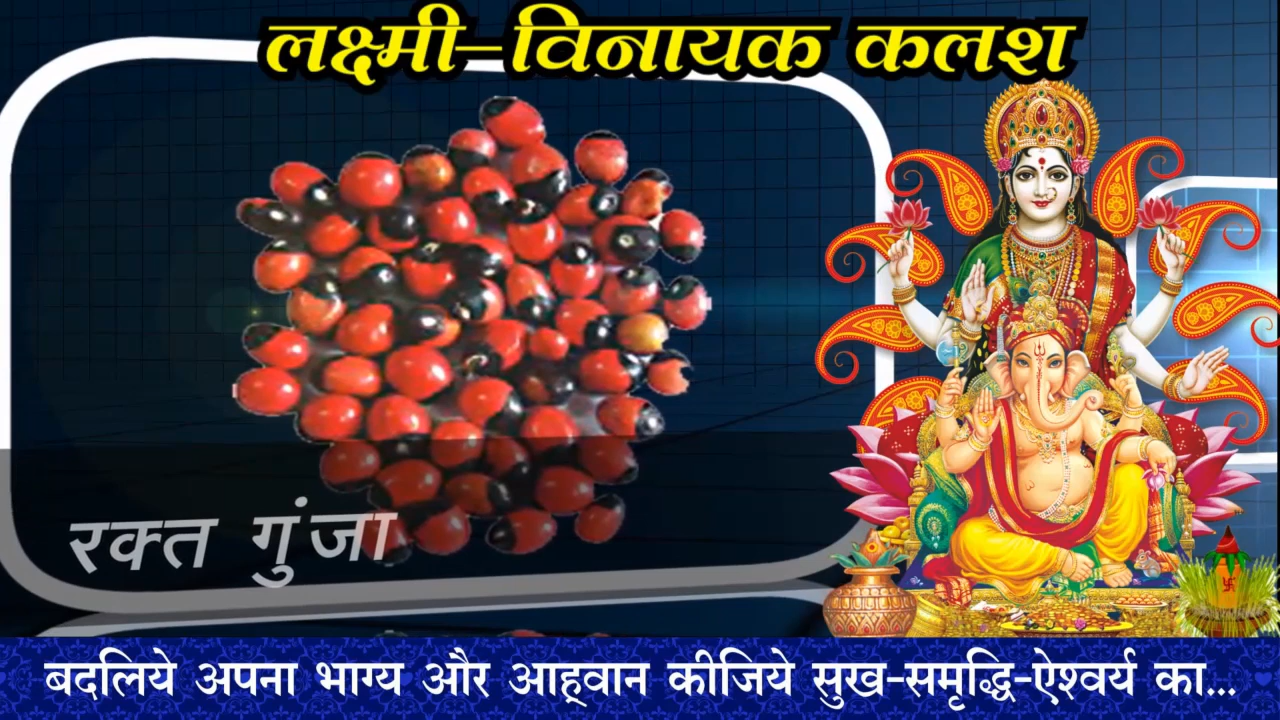 लक्ष्मी-विनायक कलश
रक्त गुंजा
बदलिये अपना भाग्य और आह्वान कीजिये सुख-समृद्धि-ऐश्वर्य का...